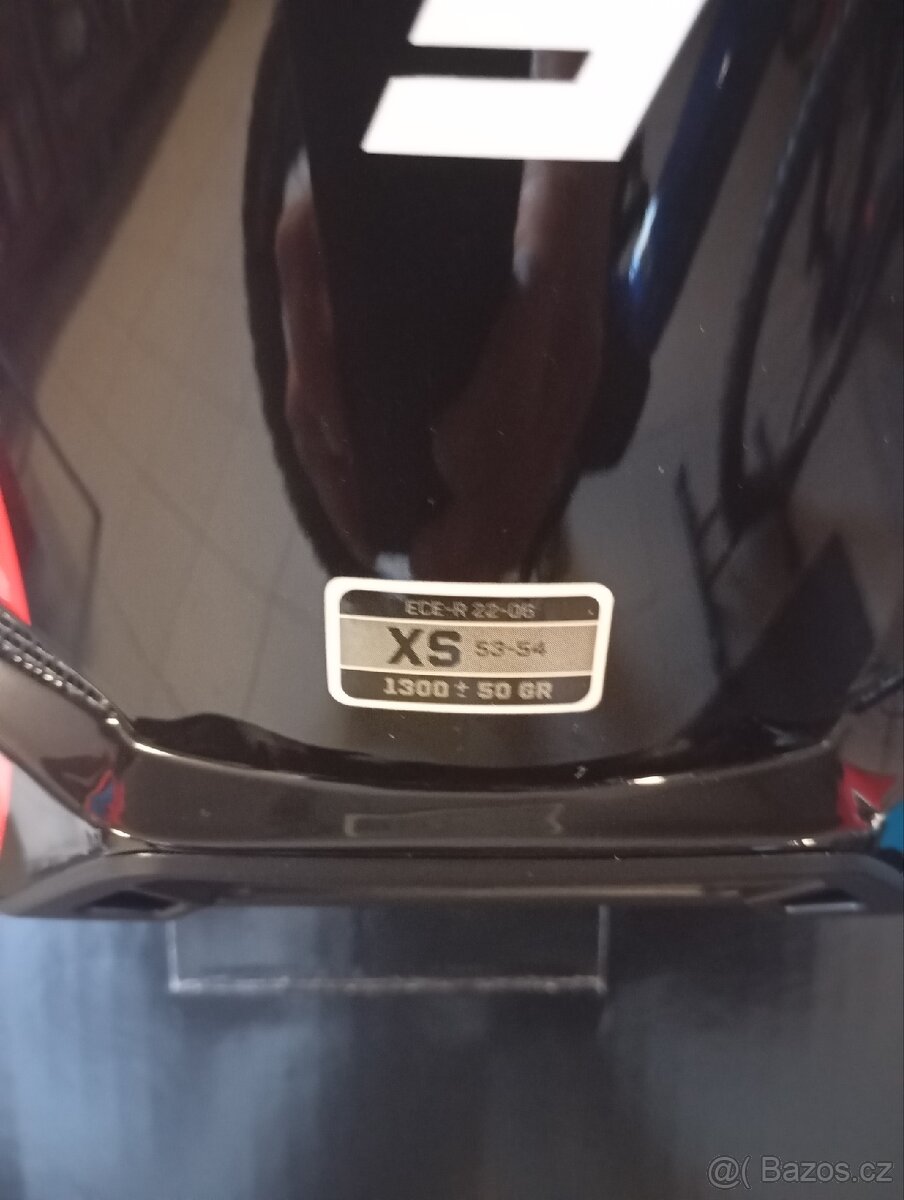 ECE-R 22-06
XS 53-54
1300 ± 50 GR
@( Bazos.cz